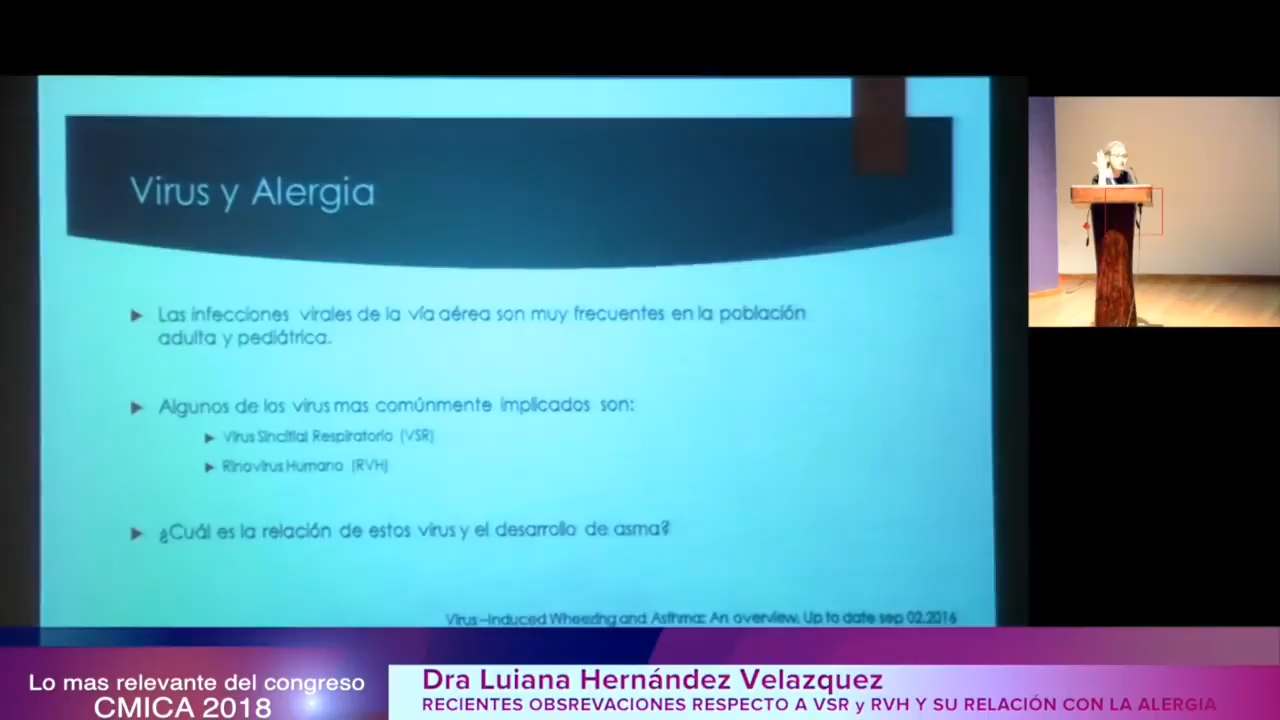 Virus y Alergia
Las infecciones virales de la vía aérea son muy frecuentes en la población
adulta y pediátrica.
Algunos de los virus mas comúnmente implicados son:
Virus Sincitial Respiratorio (VSR)
Rinovirus Humano (RVH)
¿Cuál es la relación de estos virus y el desarrollo de asma?
Virus-Induced Wheezing and Asthma: An overview. Up to date sep 02.2016
Lo mas relevante del congreso
CMICA 2018
Dra Luiana Hernández Velazquez
RECIENTES OBSREVACIONES RESPECTO A VSR y RVH Y SU RELACIÓN CON LA ALERGIA